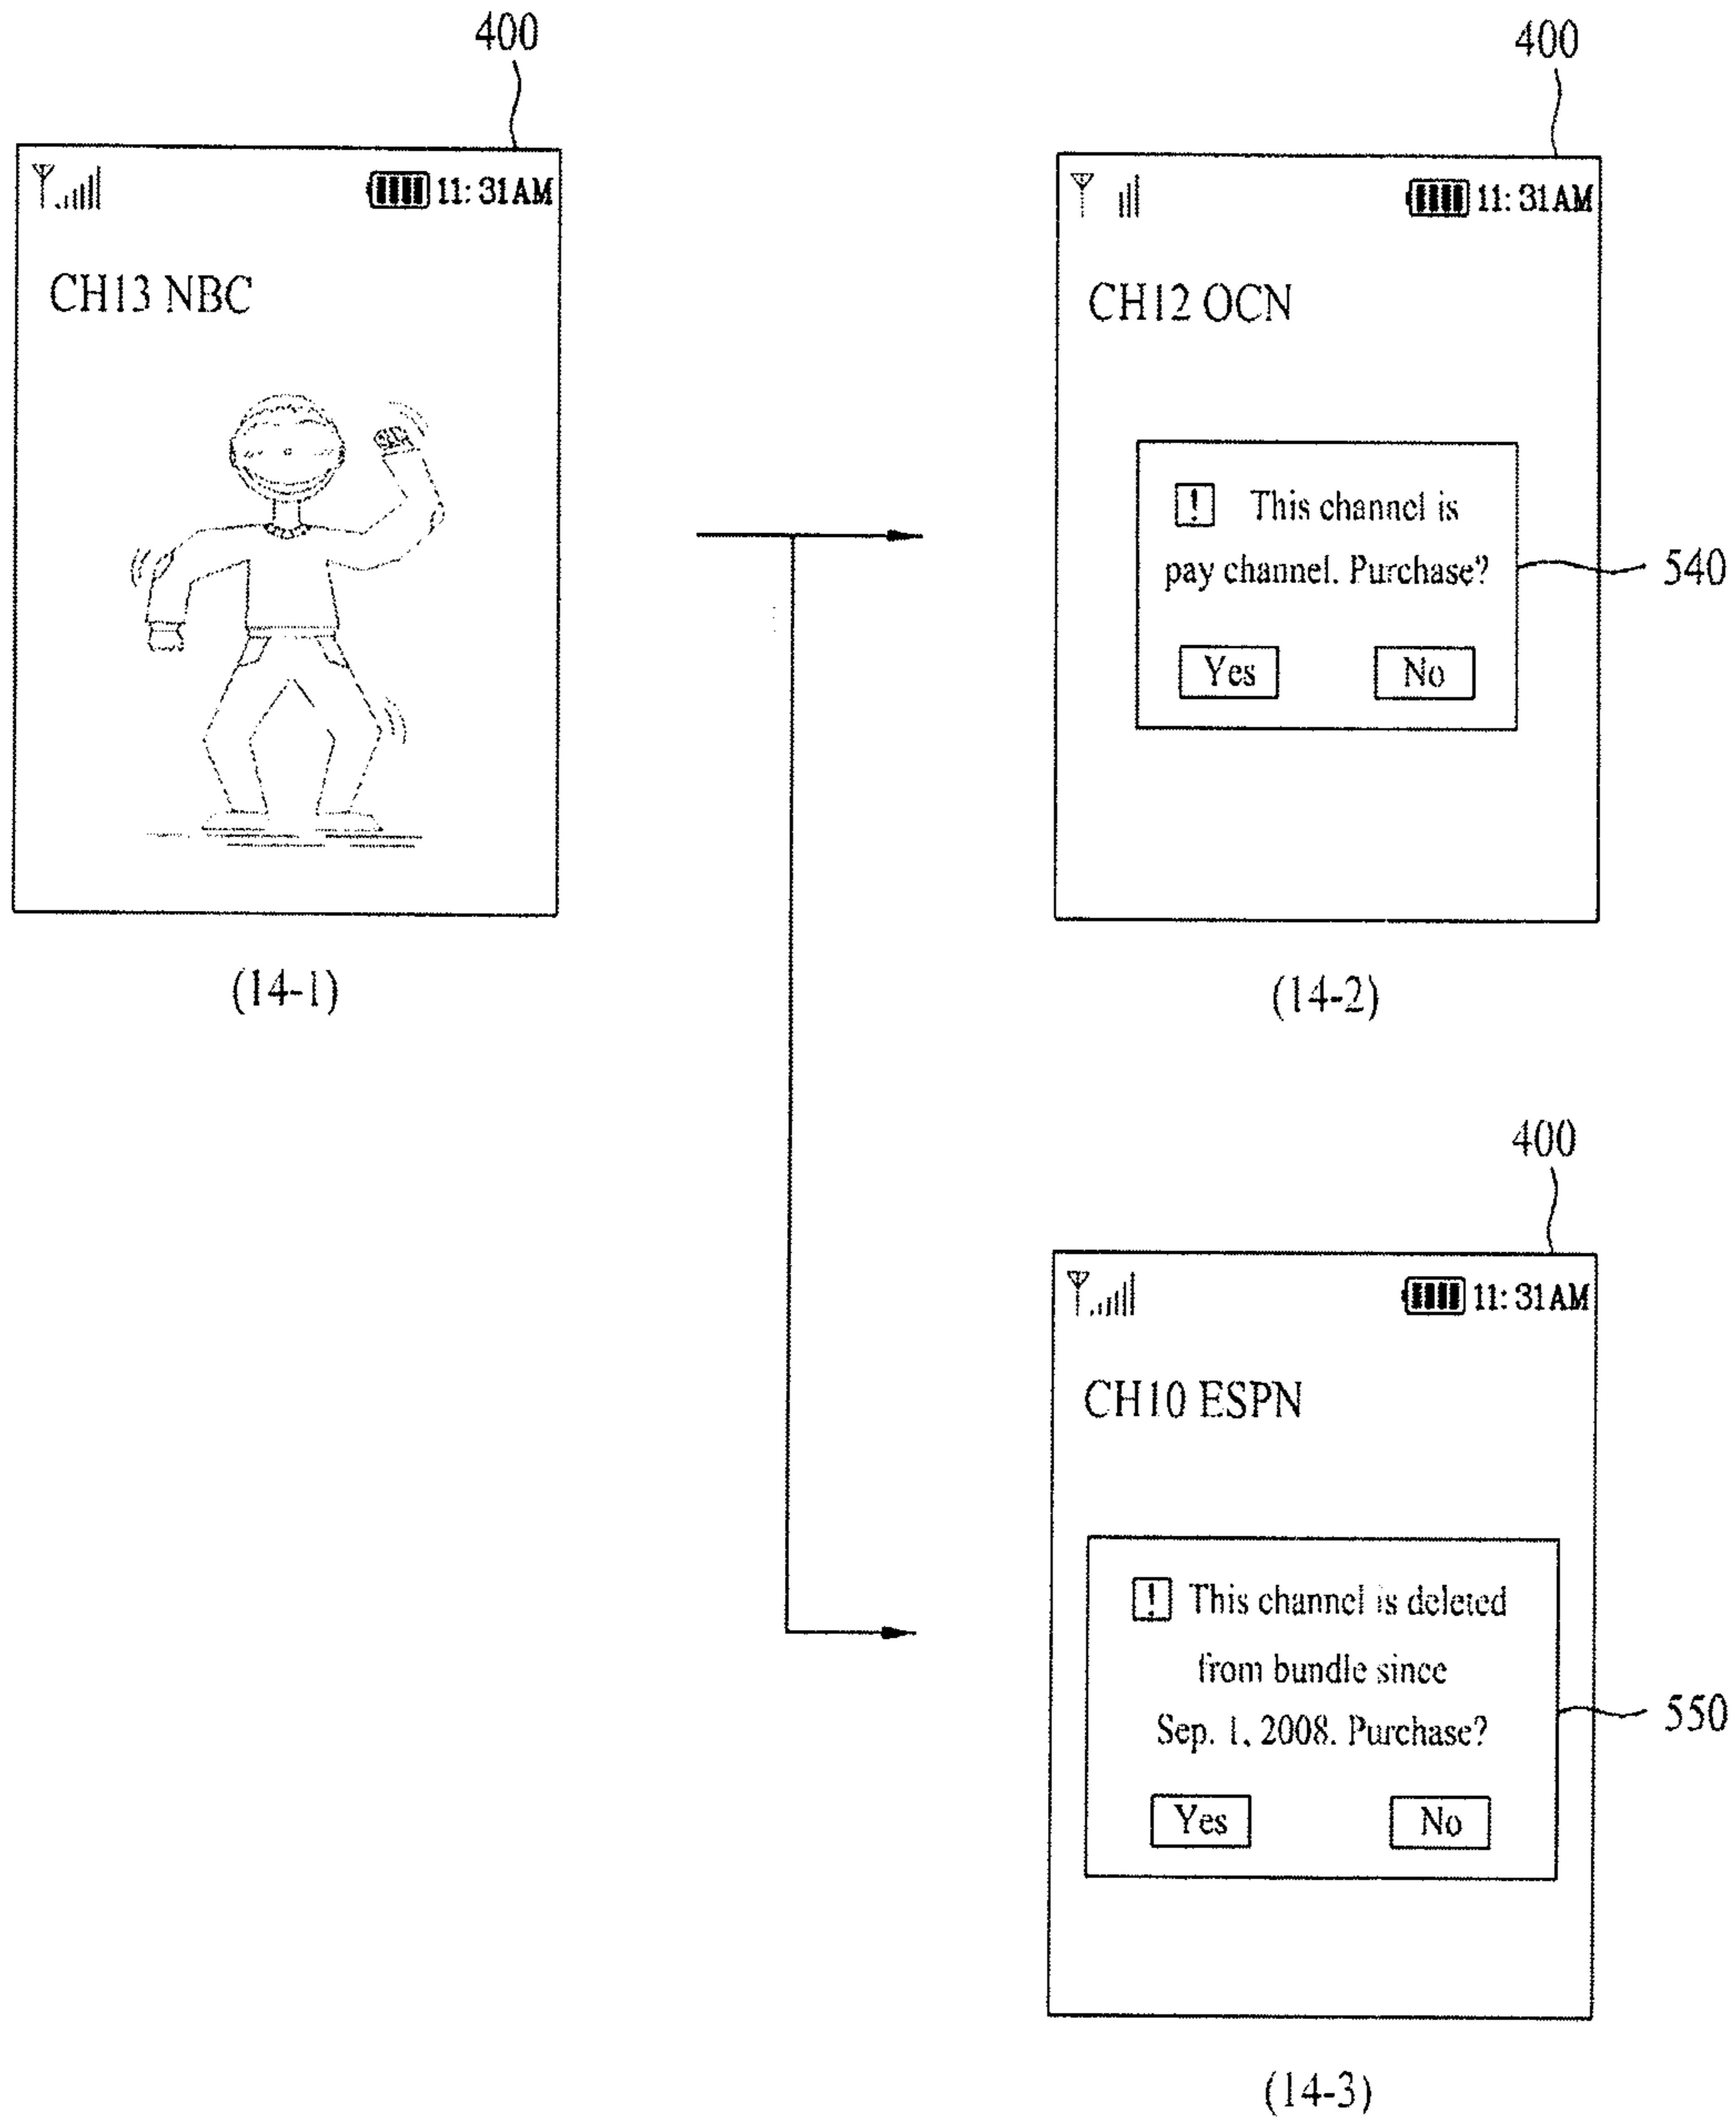 400
11:31AM
CH13 NBC
(14-1)
400
11:31AM
CH12 OCN
! This channel is
pay channel. Purchase?
Yes No
540
(14-2)
400
11:31AM
CH10 ESPN
! This channel is deleted
from bundle since
Sep. 1, 2008. Purchase?
Yes No
550
(14-3)